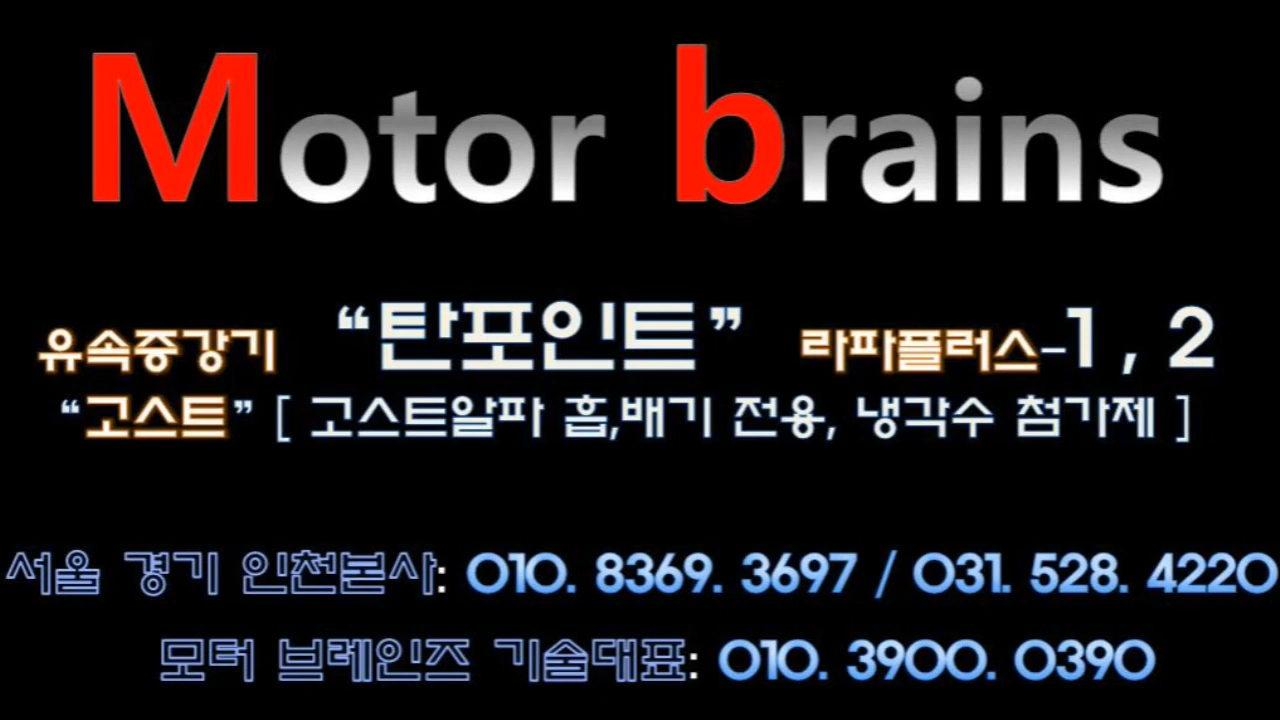 Motor brains
유속증강기 “탄포인트” 라파플러스-1, 2
“고스트” [ 고스트알파 흡,배기 전용, 냉각수 첨가제 ]
서울 경기 인천본사: 010. 8369. 3697 / 031. 528. 4220
모터 브레인즈 기술대표: 010. 3900. 0390